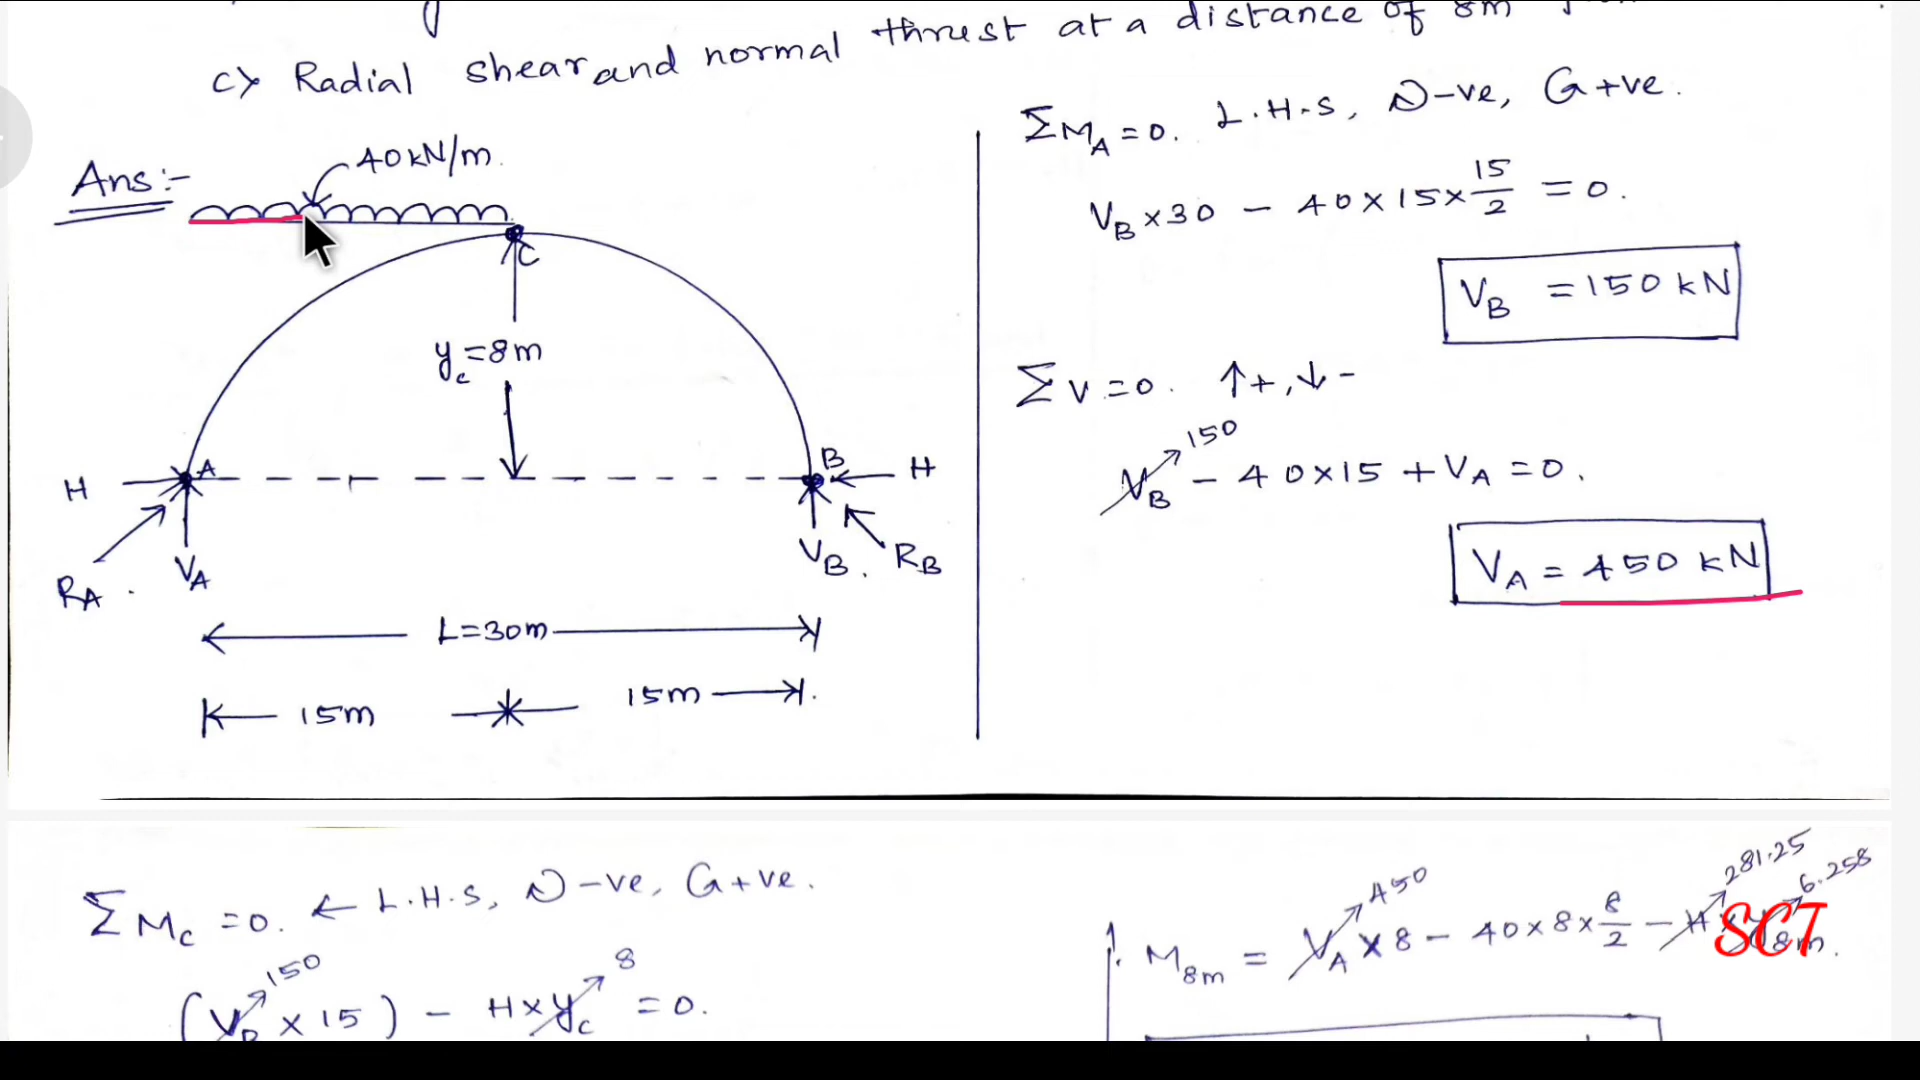 c) Radial shear and normal thrust at a distance of 8m
Ans:-
40kN/m.
C
y_c = 8m
H
A
B
H
R_A.
V_A
V_B.
R_B
L=30m
15m
15m
ΣM_A = 0. L.H.S, ↻-ve, ↺+ve.
V_B × 30 - 40×15×15/2 = 0.
V_B = 150 kN
ΣV = 0. ↑+, ↓-
150
V_B - 40×15 + V_A = 0.
V_A = 450 kN
ΣM_C = 0. ← L.H.S, ↻-ve, ↺+ve.
150 8
(V_B × 15) - H×y_c = 0.
450 281.25 6.258
M_8m = V_A × 8 - 40×8×8/2 - H×y_8m.
SCT